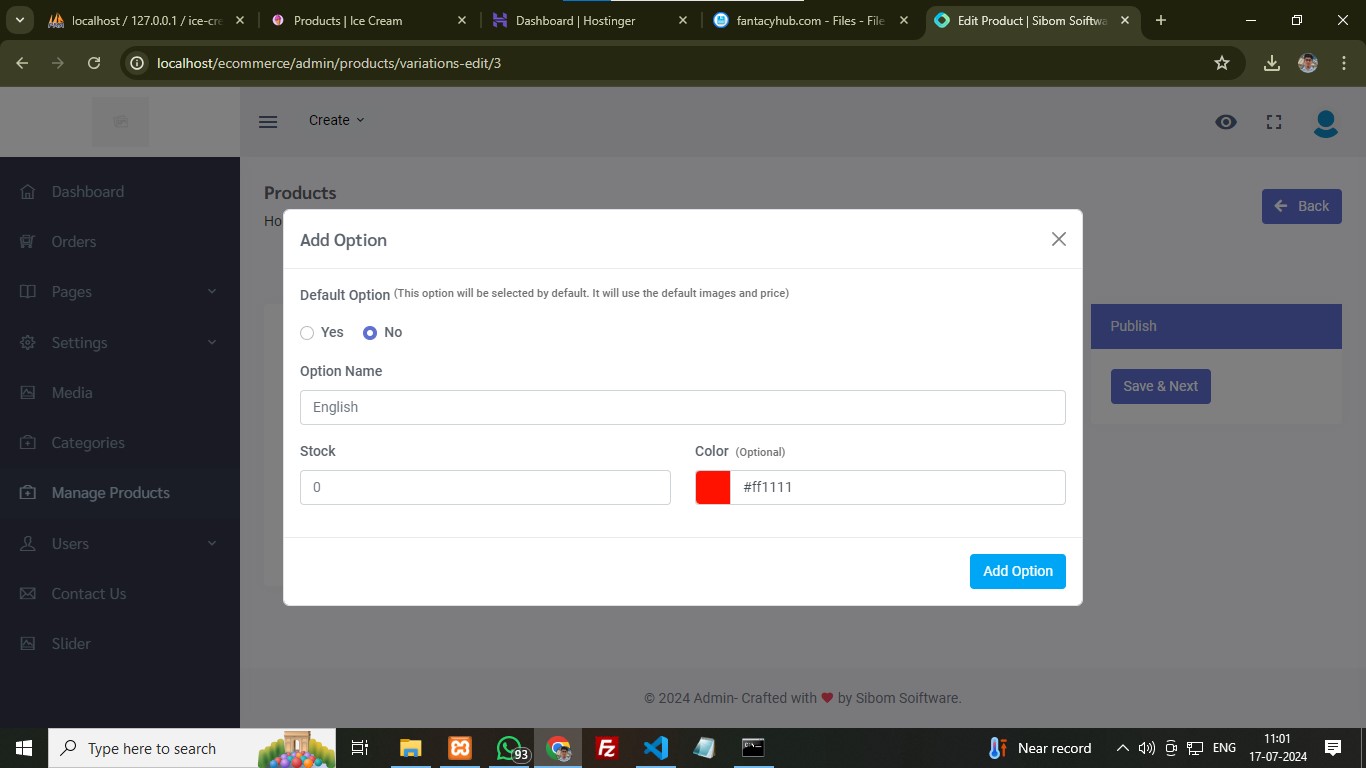 localhost / 127.0.0.1 / ice-cre
Products | Ice Cream
Dashboard | Hostinger
fantacyhub.com - Files - File
Edit Product | Sibom Soiftwa
localhost/ecommerce/admin/products/variations-edit/3
Create
Dashboard
Orders
Pages
Settings
Media
Categories
Manage Products
Users
Contact Us
Slider
Products
Ho
Back
Publish
Save & Next
Add Option
Default Option (This option will be selected by default. It will use the default images and price)
Yes No
Option Name
English
Stock
Color (Optional)
0
#ff1111
Add Option
© 2024 Admin- Crafted with ❤ by Sibom Soiftware.
Type here to search
93
Near record
ENG
11:01
17-07-2024